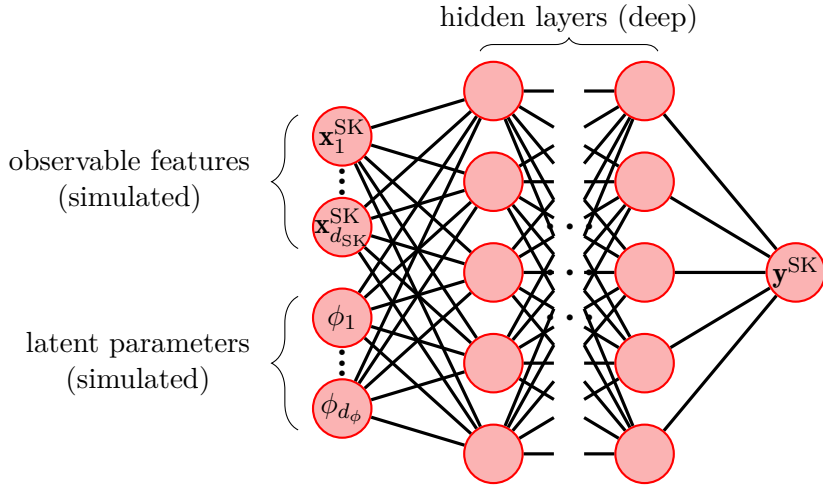 hidden layers (deep)
observable features
(simulated)
x₁^SK
x_{d_SK}^SK
latent parameters
(simulated)
ϕ₁
ϕ_{d_ϕ}
y^SK